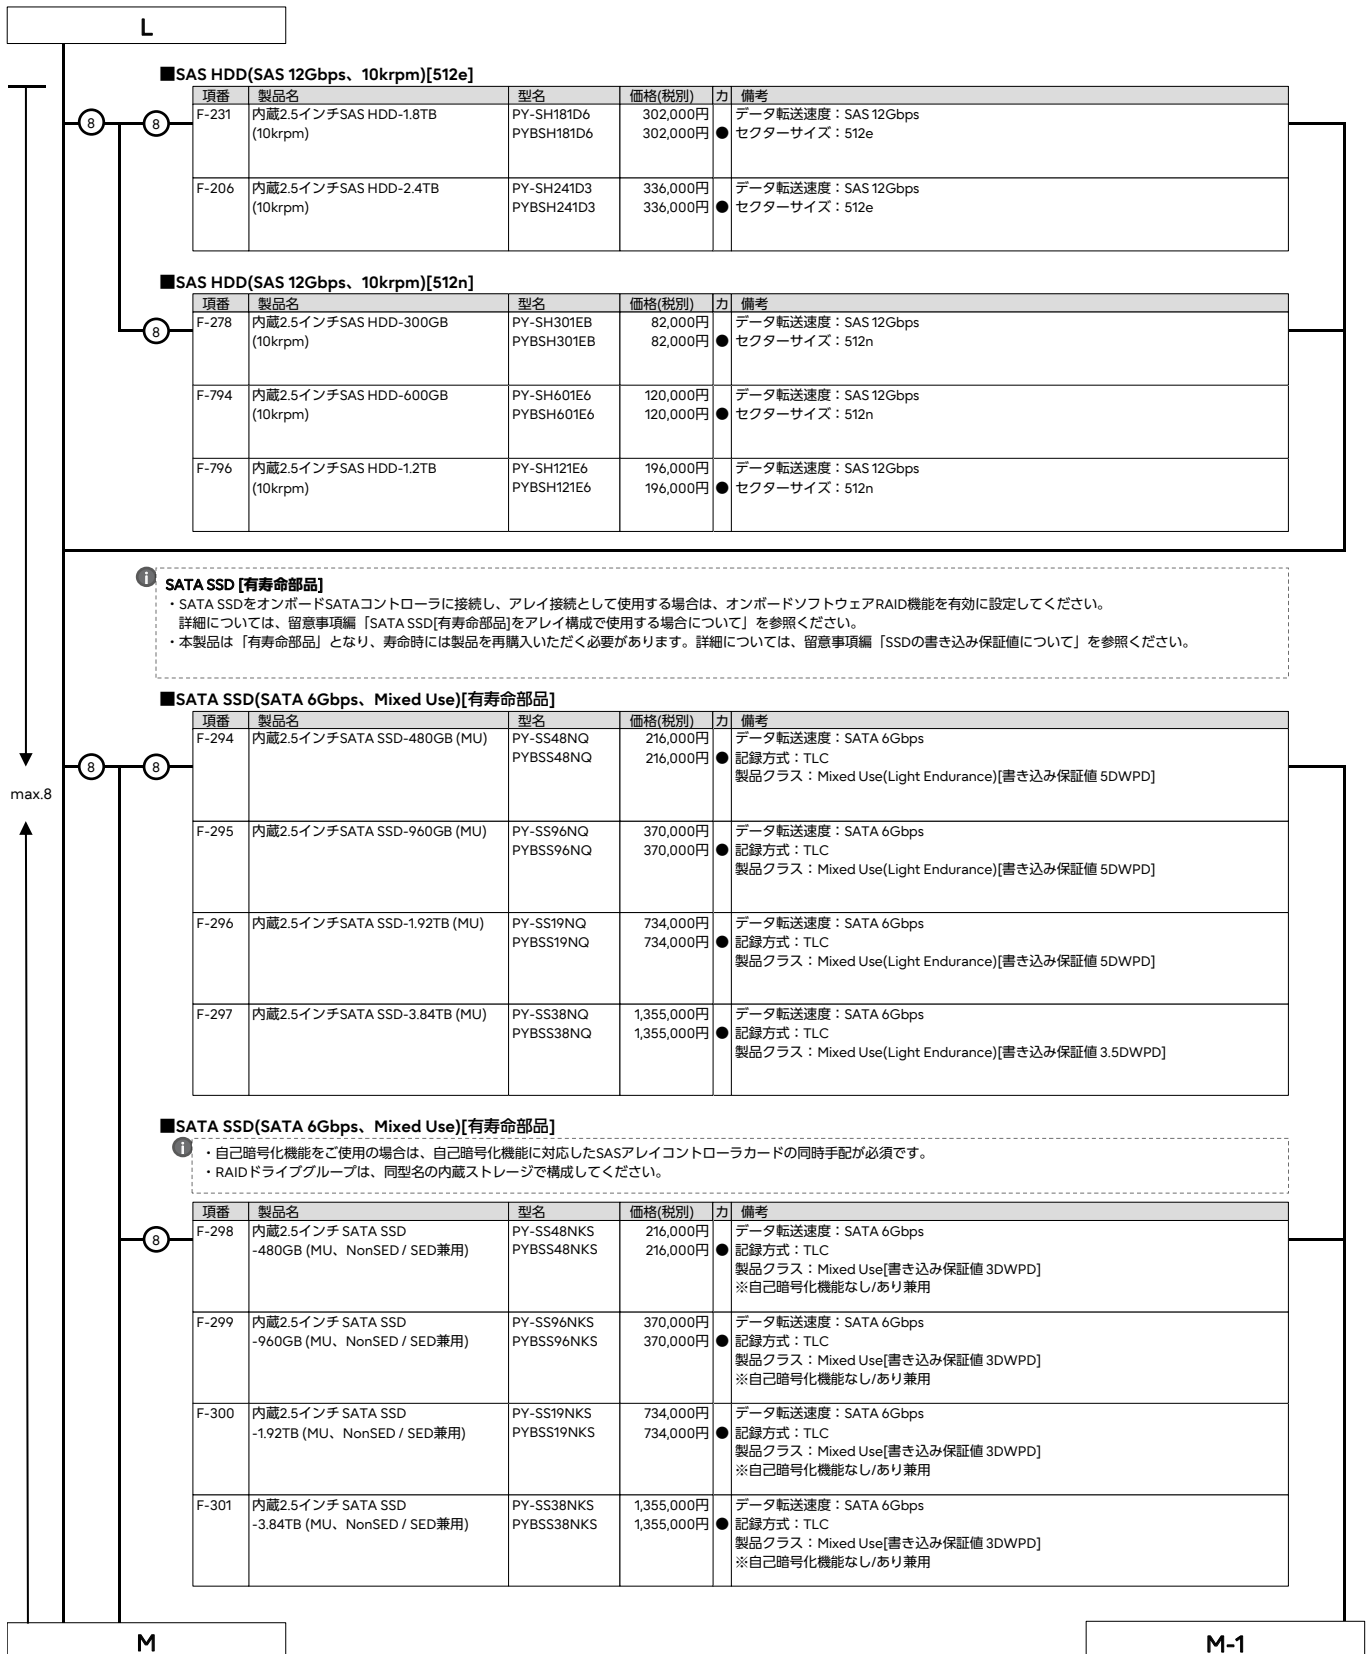 L
■SAS HDD(SAS 12Gbps、10krpm)[512e]
項番 製品名 型名 価格(税別) カ 備考
F-231 内蔵2.5インチSAS HDD-1.8TB PY-SH181D6 302,000円 データ転送速度：SAS 12Gbps
8 8 (10krpm) PYBSH181D6 302,000円 ● セクターサイズ：512e
F-206 内蔵2.5インチSAS HDD-2.4TB PY-SH241D3 336,000円 データ転送速度：SAS 12Gbps
(10krpm) PYBSH241D3 336,000円 ● セクターサイズ：512e
■SAS HDD(SAS 12Gbps、10krpm)[512n]
項番 製品名 型名 価格(税別) カ 備考
F-278 内蔵2.5インチSAS HDD-300GB PY-SH301EB 82,000円 データ転送速度：SAS 12Gbps
8 (10krpm) PYBSH301EB 82,000円 ● セクターサイズ：512n
F-794 内蔵2.5インチSAS HDD-600GB PY-SH601E6 120,000円 データ転送速度：SAS 12Gbps
(10krpm) PYBSH601E6 120,000円 ● セクターサイズ：512n
F-796 内蔵2.5インチSAS HDD-1.2TB PY-SH121E6 196,000円 データ転送速度：SAS 12Gbps
(10krpm) PYBSH121E6 196,000円 ● セクターサイズ：512n
i SATA SSD [有寿命部品]
・SATA SSDをオンボードSATAコントローラに接続し、アレイ接続として使用する場合は、オンボードソフトウェアRAID機能を有効に設定してください。
詳細については、留意事項編「SATA SSD[有寿命部品]をアレイ構成で使用する場合について」を参照ください。
・本製品は「有寿命部品」となり、寿命時には製品を再購入いただく必要があります。詳細については、留意事項編「SSDの書き込み保証値について」を参照ください。
■SATA SSD(SATA 6Gbps、Mixed Use)[有寿命部品]
項番 製品名 型名 価格(税別) カ 備考
F-294 内蔵2.5インチSATA SSD-480GB (MU) PY-SS48NQ 216,000円 データ転送速度：SATA 6Gbps
8 8 PYBSS48NQ 216,000円 ● 記録方式：TLC
製品クラス：Mixed Use(Light Endurance)[書き込み保証値 5DWPD]
max.8
F-295 内蔵2.5インチSATA SSD-960GB (MU) PY-SS96NQ 370,000円 データ転送速度：SATA 6Gbps
PYBSS96NQ 370,000円 ● 記録方式：TLC
製品クラス：Mixed Use(Light Endurance)[書き込み保証値 5DWPD]
F-296 内蔵2.5インチSATA SSD-1.92TB (MU) PY-SS19NQ 734,000円 データ転送速度：SATA 6Gbps
PYBSS19NQ 734,000円 ● 記録方式：TLC
製品クラス：Mixed Use(Light Endurance)[書き込み保証値 5DWPD]
F-297 内蔵2.5インチSATA SSD-3.84TB (MU) PY-SS38NQ 1,355,000円 データ転送速度：SATA 6Gbps
PYBSS38NQ 1,355,000円 ● 記録方式：TLC
製品クラス：Mixed Use(Light Endurance)[書き込み保証値 3.5DWPD]
■SATA SSD(SATA 6Gbps、Mixed Use)[有寿命部品]
i ・自己暗号化機能をご使用の場合は、自己暗号化機能に対応したSASアレイコントローラカードの同時手配が必須です。
・RAIDドライブグループは、同型名の内蔵ストレージで構成してください。
項番 製品名 型名 価格(税別) カ 備考
F-298 内蔵2.5インチ SATA SSD PY-SS48NKS 216,000円 データ転送速度：SATA 6Gbps
8 -480GB (MU、NonSED / SED兼用) PYBSS48NKS 216,000円 ● 記録方式：TLC
製品クラス：Mixed Use[書き込み保証値 3DWPD]
※自己暗号化機能なし/あり兼用
F-299 内蔵2.5インチ SATA SSD PY-SS96NKS 370,000円 データ転送速度：SATA 6Gbps
-960GB (MU、NonSED / SED兼用) PYBSS96NKS 370,000円 ● 記録方式：TLC
製品クラス：Mixed Use[書き込み保証値 3DWPD]
※自己暗号化機能なし/あり兼用
F-300 内蔵2.5インチ SATA SSD PY-SS19NKS 734,000円 データ転送速度：SATA 6Gbps
-1.92TB (MU、NonSED / SED兼用) PYBSS19NKS 734,000円 ● 記録方式：TLC
製品クラス：Mixed Use[書き込み保証値 3DWPD]
※自己暗号化機能なし/あり兼用
F-301 内蔵2.5インチ SATA SSD PY-SS38NKS 1,355,000円 データ転送速度：SATA 6Gbps
-3.84TB (MU、NonSED / SED兼用) PYBSS38NKS 1,355,000円 ● 記録方式：TLC
製品クラス：Mixed Use[書き込み保証値 3DWPD]
※自己暗号化機能なし/あり兼用
M M-1